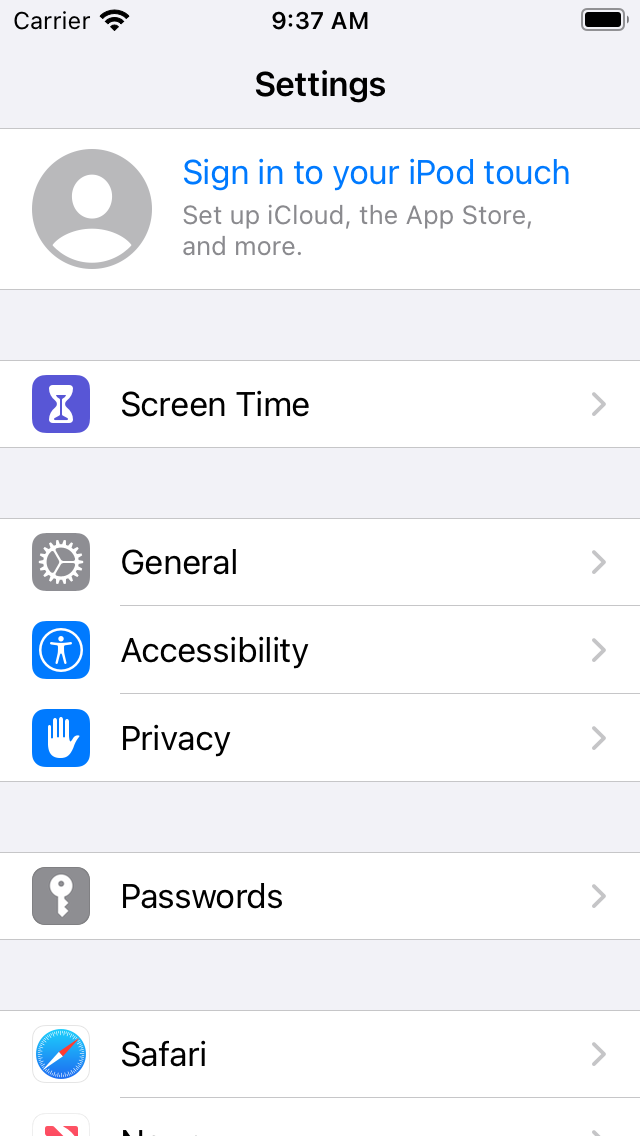 Carrier 9:37 AM
Settings
Sign in to your iPod touch
Set up iCloud, the App Store,
and more.
Screen Time
General
Accessibility
Privacy
Passwords
Safari